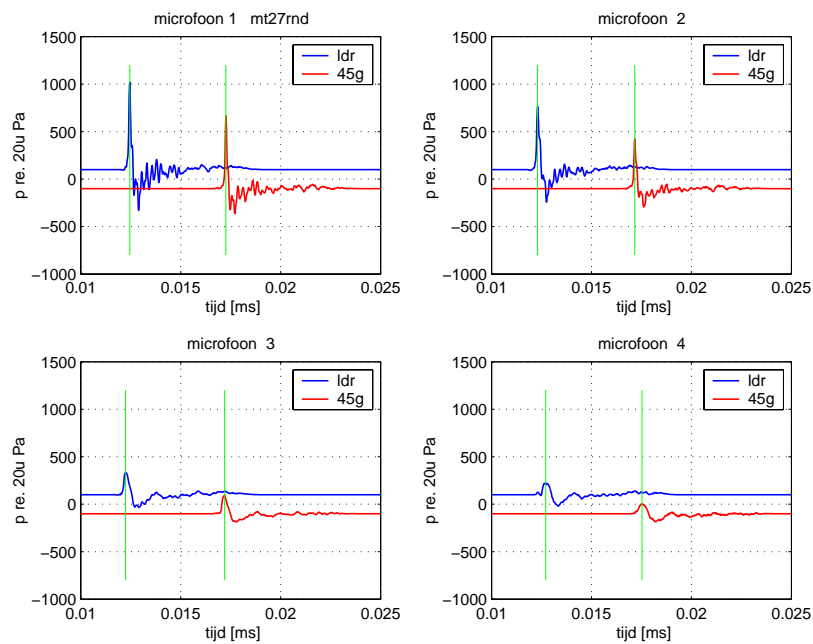 microfoon 1   mt27rnd
1500
1000
500
0
−500
−1000
p re. 20u Pa
0.01 0.015 0.02 0.025
tijd [ms]
ldr
45g
microfoon  2
1500
1000
500
0
−500
−1000
p re. 20u Pa
0.01 0.015 0.02 0.025
tijd [ms]
ldr
45g
microfoon  3
1500
1000
500
0
−500
−1000
p re. 20u Pa
0.01 0.015 0.02 0.025
tijd [ms]
ldr
45g
microfoon  4
1500
1000
500
0
−500
−1000
p re. 20u Pa
0.01 0.015 0.02 0.025
tijd [ms]
ldr
45g